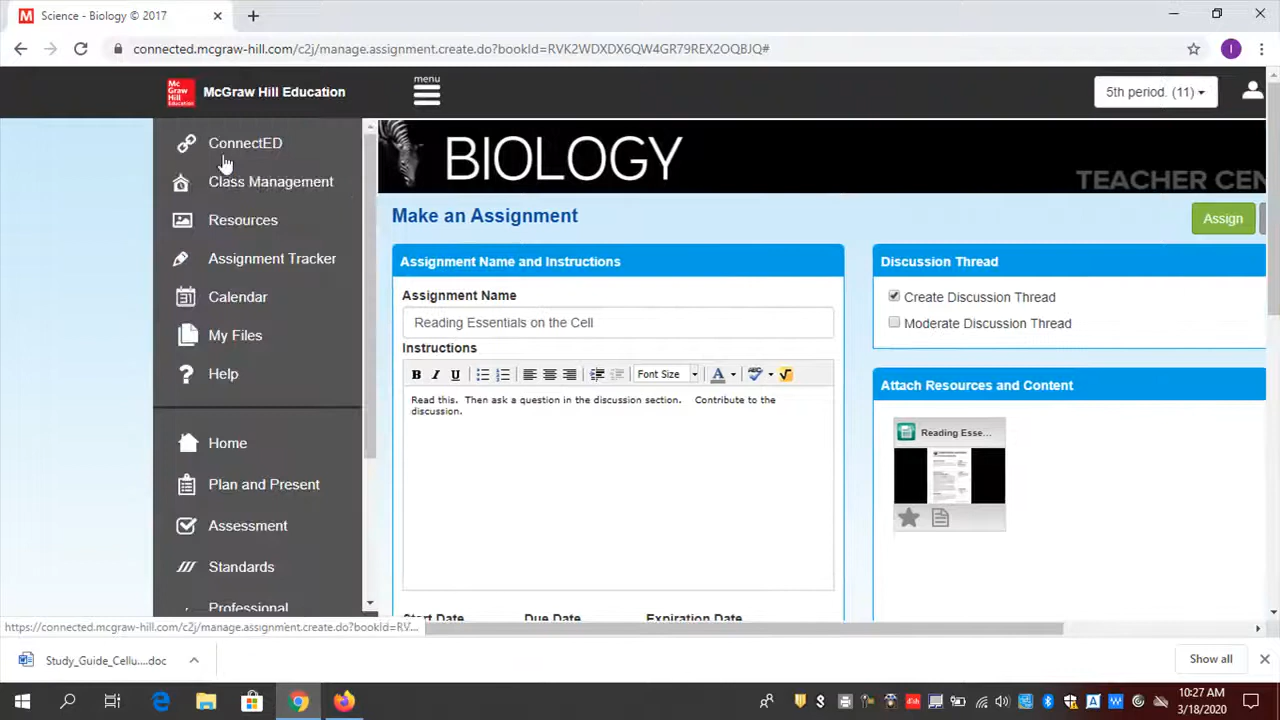 Science - Biology © 2017
connected.mcgraw-hill.com/c2j/manage.assignment.create.do?bookId=RVK2WDXDX6QW4GR79REX2OQBJQ#
I
Mc
Graw
Hill
Education
McGraw Hill Education
menu
5th period. (11)
ConnectED
Class Management
Resources
Assignment Tracker
Calendar
My Files
Help
Home
Plan and Present
Assessment
Standards
Professional
BIOLOGY
TEACHER CEN
Make an Assignment
Assign
Assignment Name and Instructions
Assignment Name
Reading Essentials on the Cell
Instructions
B I U Font Size A ABC
Read this. Then ask a question in the discussion section. Contribute to the
discussion.
Start Date Due Date Expiration Date
Discussion Thread
Create Discussion Thread
Moderate Discussion Thread
Attach Resources and Content
Reading Esse...
https://connected.mcgraw-hill.com/c2j/manage.assignment.create.do?bookId=RV...
Study_Guide_Cellu....doc
Show all
10:27 AM
3/18/2020